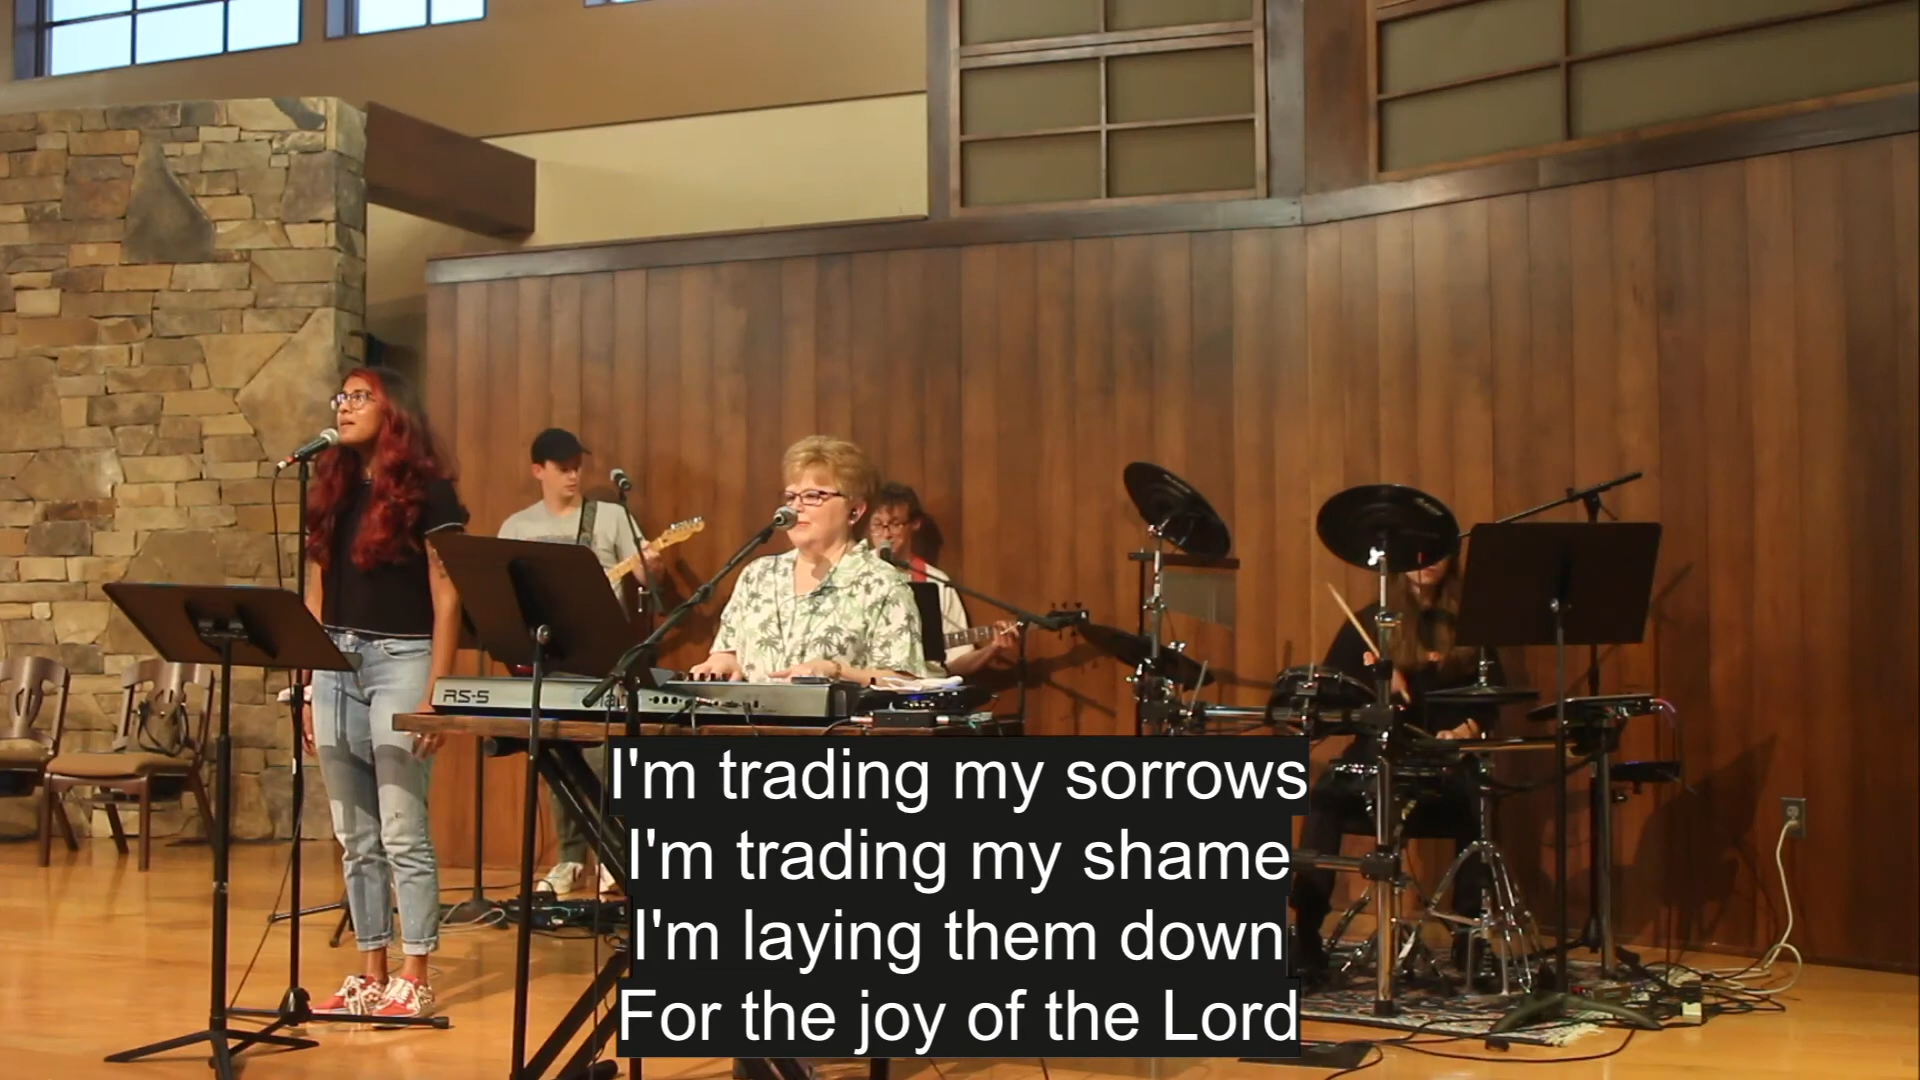 RS-5
I'm trading my sorrows
I'm trading my shame
I'm laying them down
For the joy of the Lord